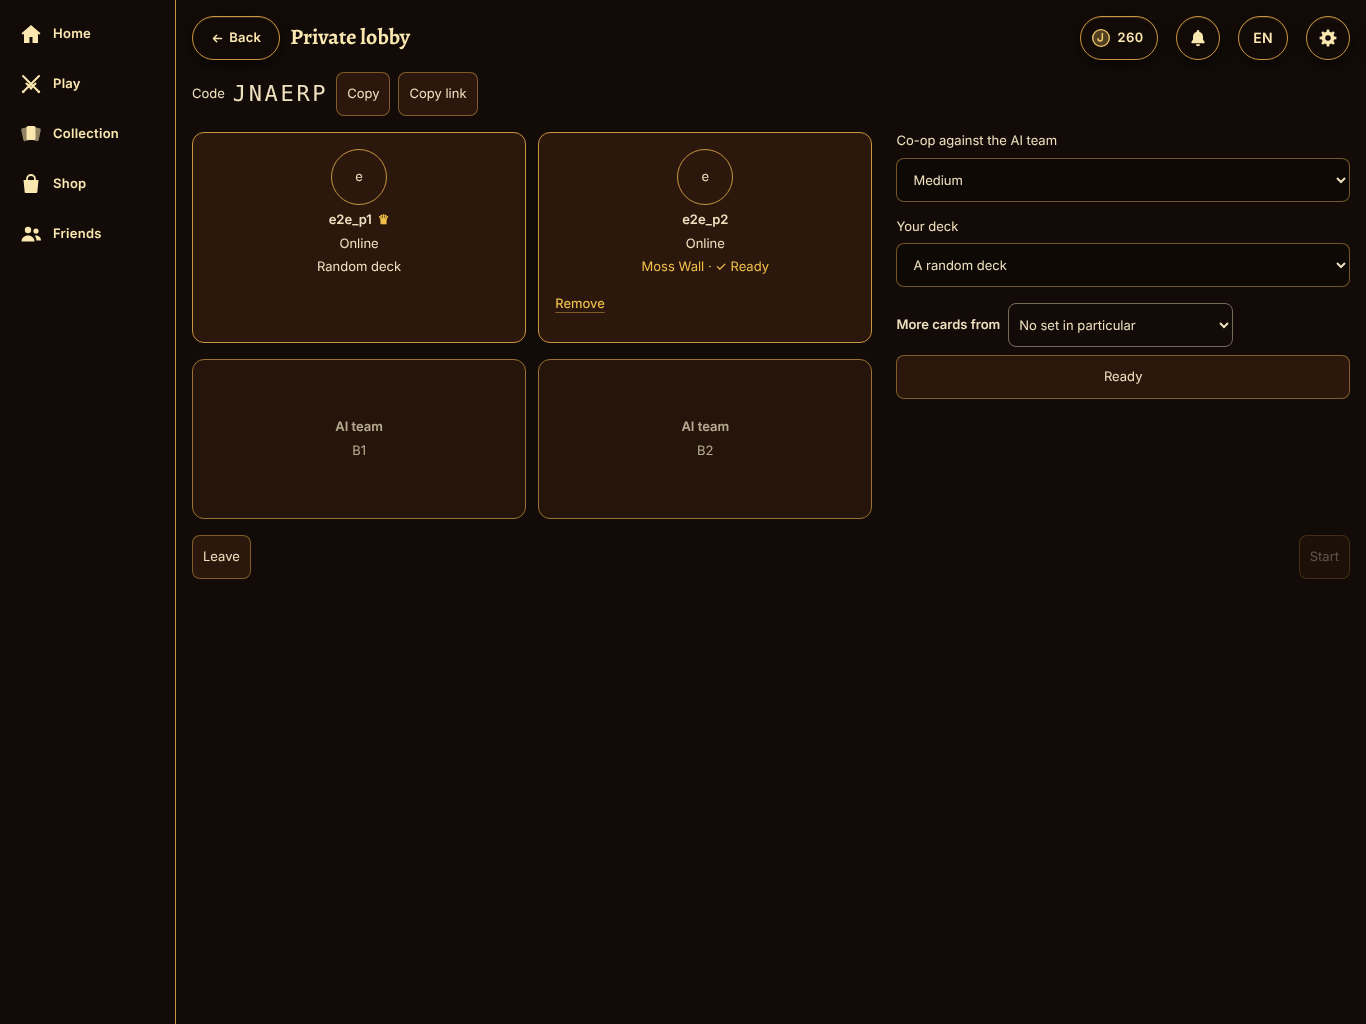 Home
Play
Collection
Shop
Friends
← Back
Private lobby
J 260
EN
Code JNAERP Copy Copy link
e
e2e_p1 ♛
Online
Random deck
e
e2e_p2
Online
Moss Wall · ✓ Ready
Remove
AI team
B1
AI team
B2
Co-op against the AI team
Medium
Your deck
A random deck
More cards from No set in particular
Ready
Leave
Start